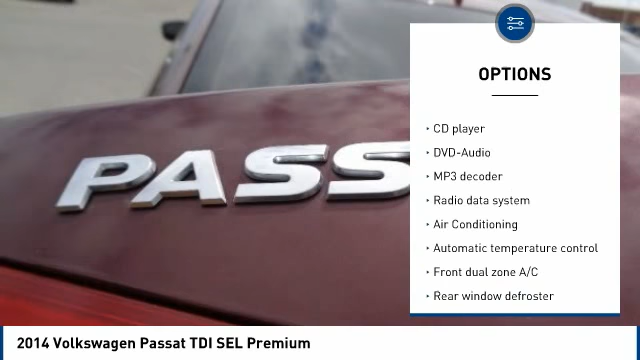 PASS
OPTIONS
‣ CD player
‣ DVD-Audio
‣ MP3 decoder
‣ Radio data system
‣ Air Conditioning
‣ Automatic temperature control
‣ Front dual zone A/C
‣ Rear window defroster
2014 Volkswagen Passat TDI SEL Premium